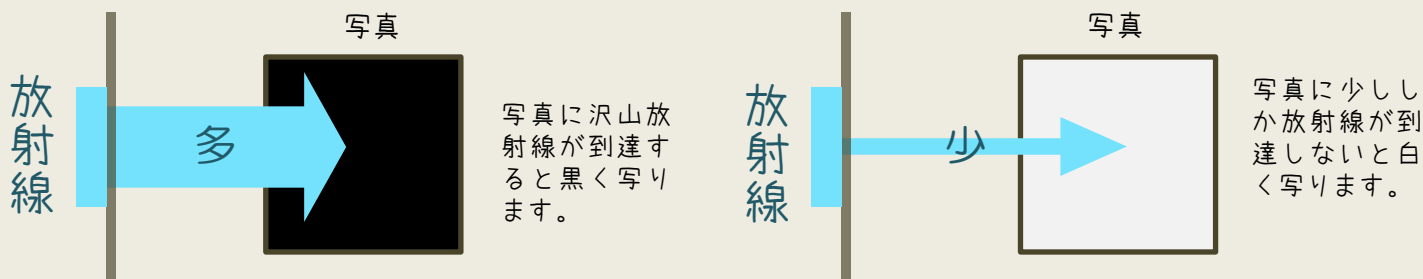 写真
放射線
多
写真に沢山放
射線が到達す
ると黒く写り
ます。
写真
放射線
少
写真に少しし
か放射線が到
達しないと白
く写ります。